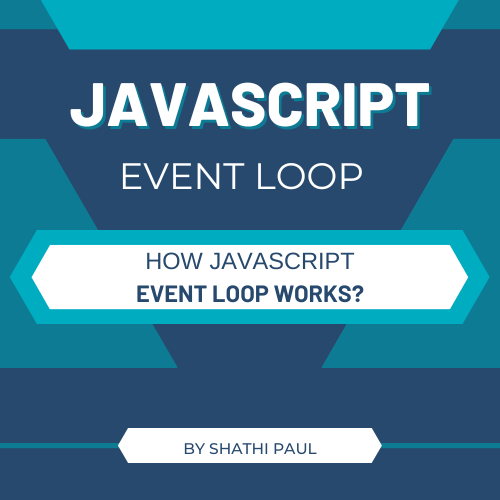 JAVASCRIPT
EVENT LOOP
HOW JAVASCRIPT
EVENT LOOP WORKS?
BY SHATHI PAUL